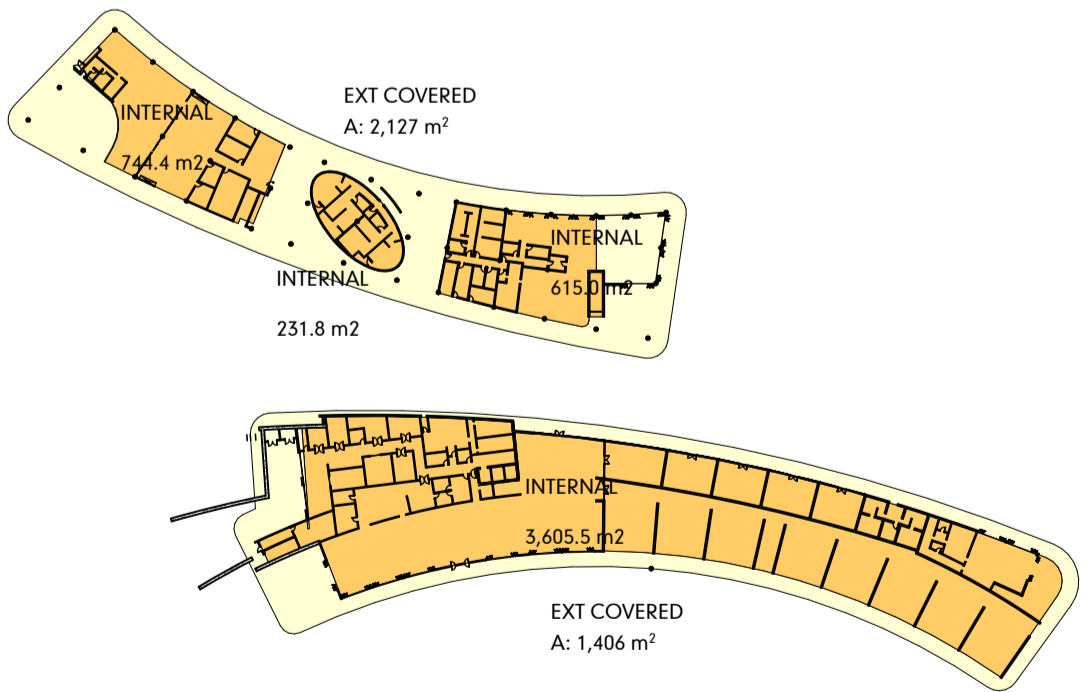 EXT COVERED
A: 2,127 m²
INTERNAL
744.4 m2
INTERNAL
231.8 m2
INTERNAL
615.0 m2
INTERNAL
3,605.5 m2
EXT COVERED
A: 1,406 m²